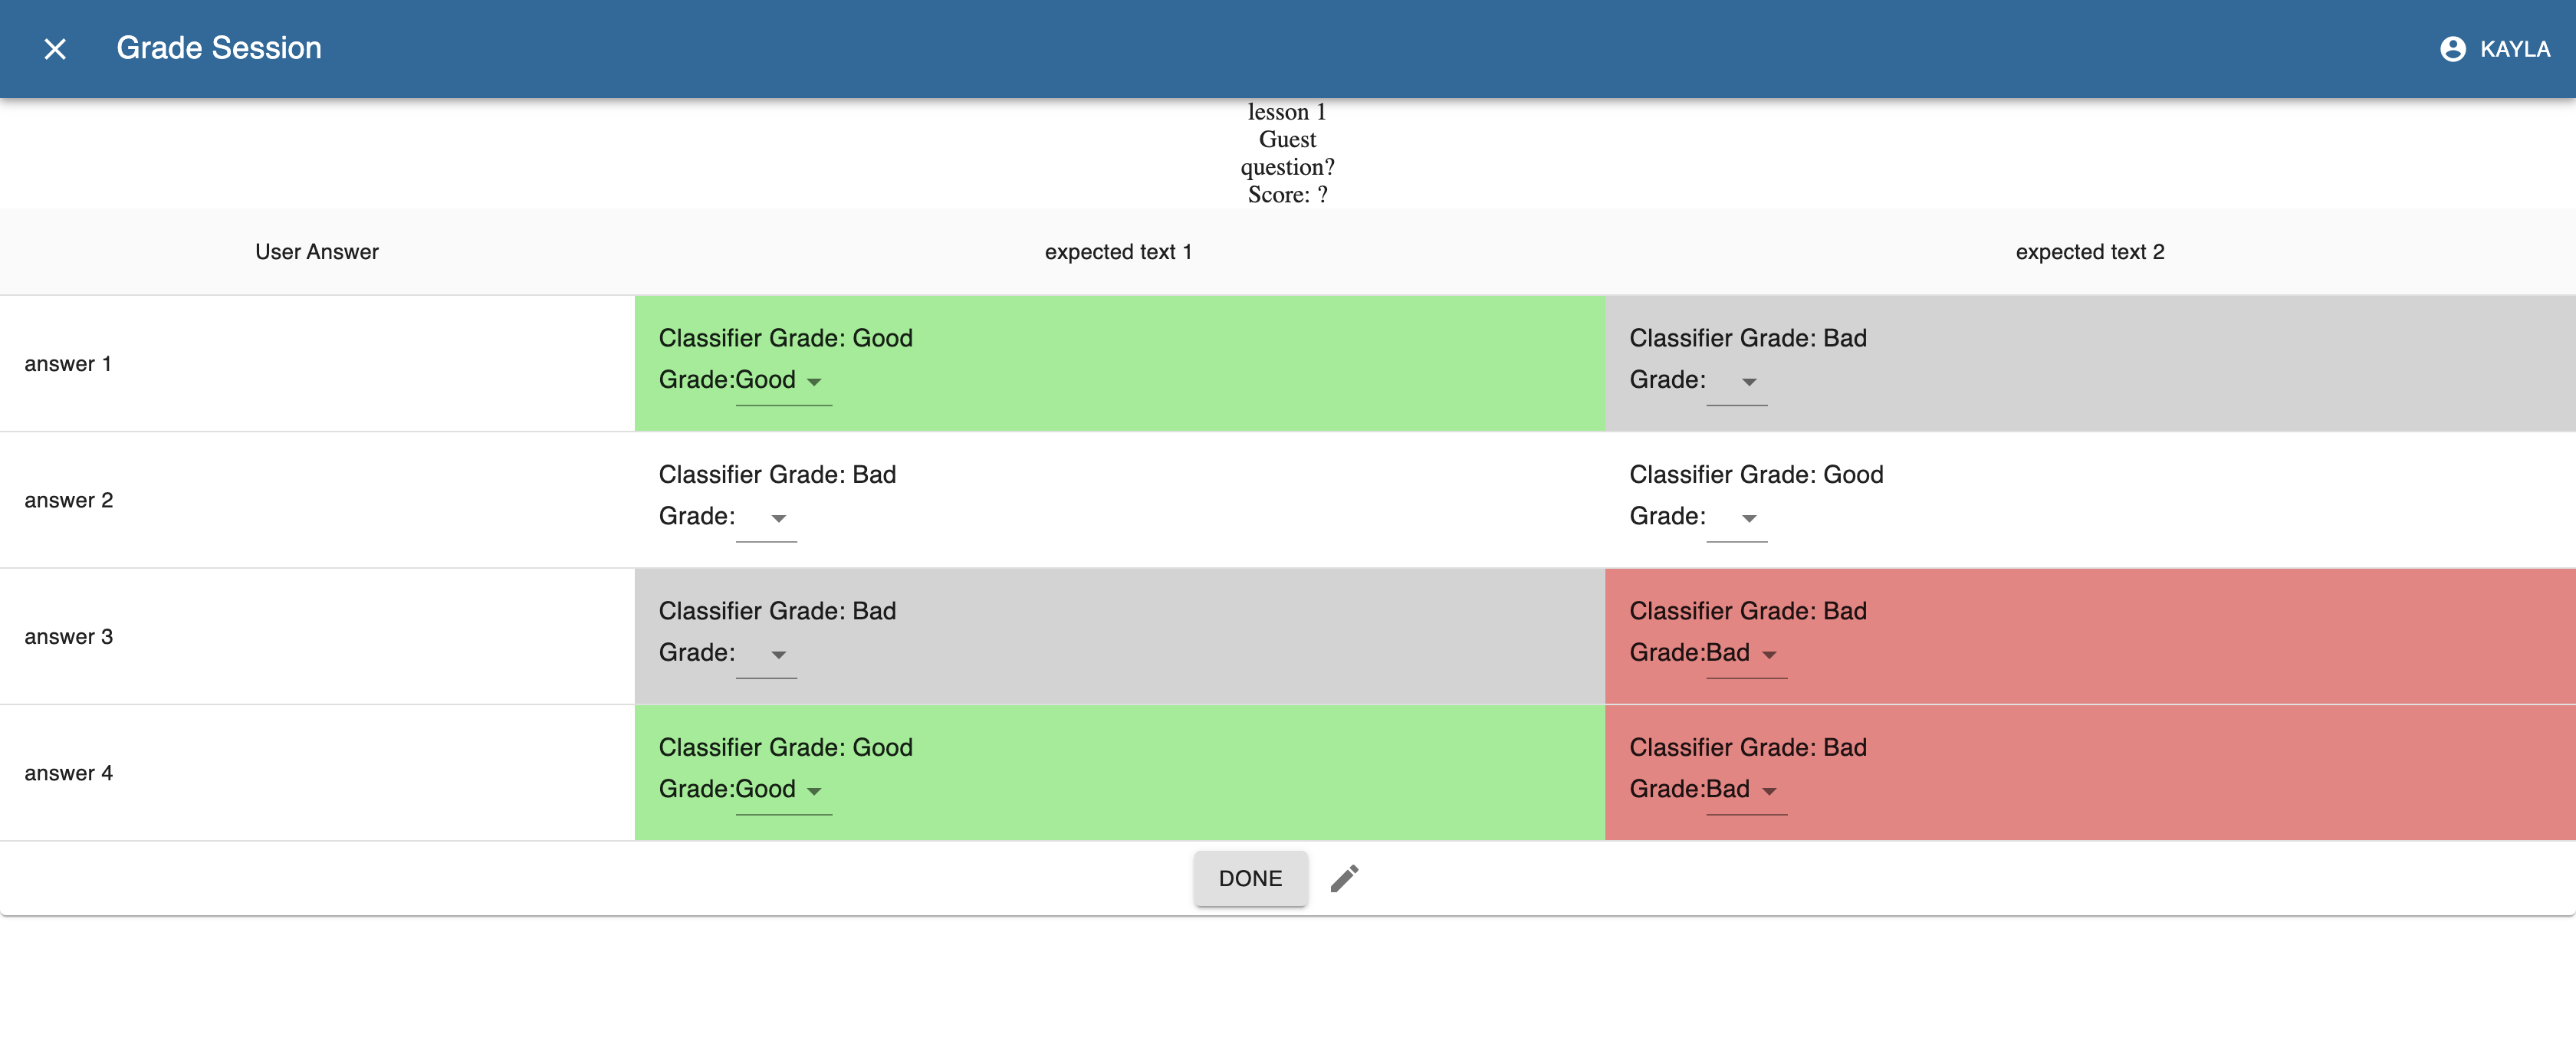 Grade Session
KAYLA
lesson 1
Guest
question?
Score: ?
User Answer
expected text 1
expected text 2
answer 1
Classifier Grade: Good
Grade:Good
Classifier Grade: Bad
Grade:
answer 2
Classifier Grade: Bad
Grade:
Classifier Grade: Good
Grade:
answer 3
Classifier Grade: Bad
Grade:
Classifier Grade: Bad
Grade:Bad
answer 4
Classifier Grade: Good
Grade:Good
Classifier Grade: Bad
Grade:Bad
DONE